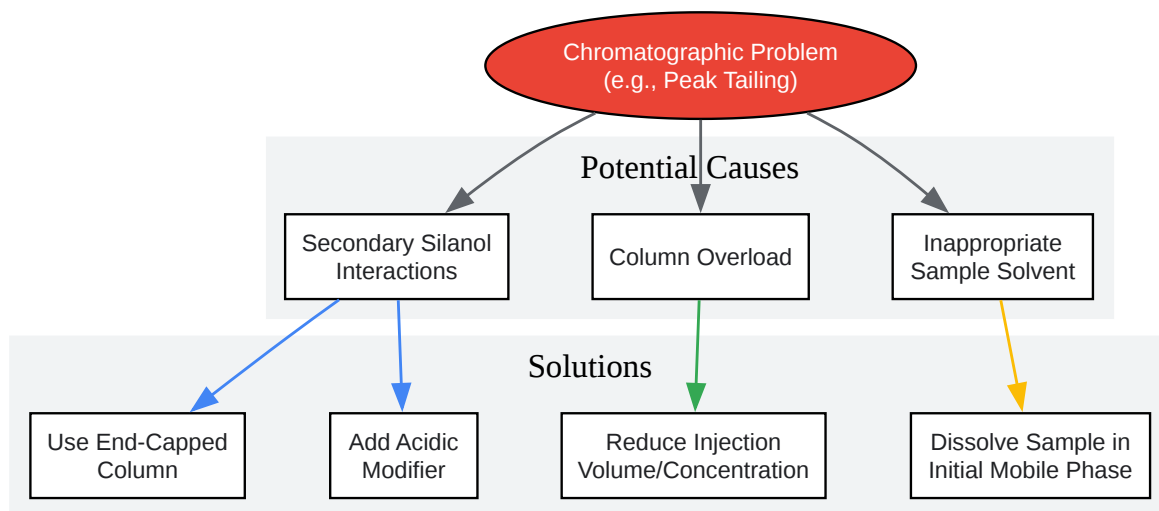 Chromatographic Problem
(e.g., Peak Tailing)
Potential Causes
Secondary Silanol
Interactions
Column Overload
Inappropriate
Sample Solvent
Solutions
Use End-Capped
Column
Add Acidic
Modifier
Reduce Injection
Volume/Concentration
Dissolve Sample in
Initial Mobile Phase